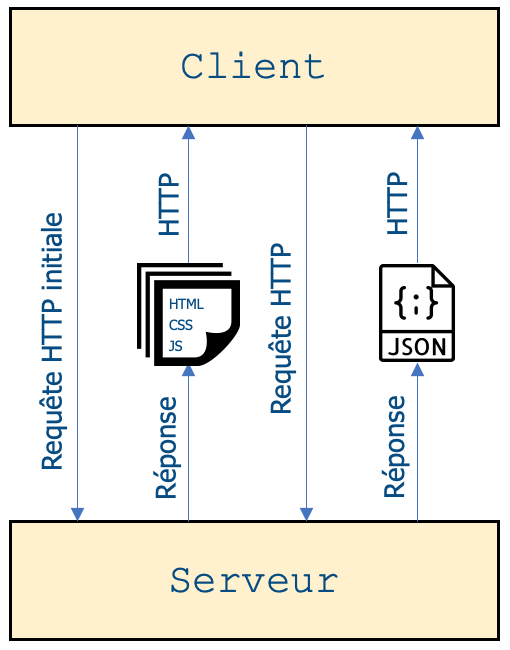 Client
Requête HTTP initiale
HTTP
HTML
CSS
JS
Réponse
Requête HTTP
HTTP
{;}
JSON
Réponse
Serveur